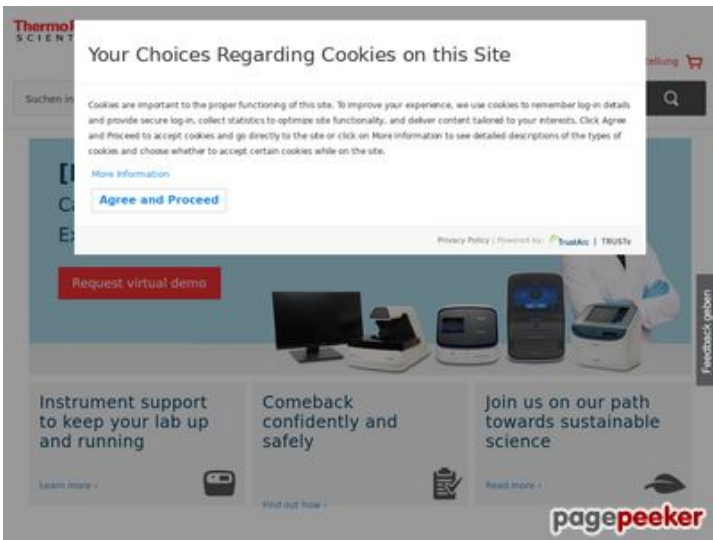 Thermo
SCIENT
Your Choices Regarding Cookies on this Site
Suchen in
Cookies are important to the proper functioning of this site. To improve your experience, we use cookies to remember log-in details
and provide secure log-in, collect statistics to optimize site functionality, and deliver content tailored to your interests. Click Agree
and Proceed to accept cookies and go directly to the site or click on More Information to see detailed descriptions of the types of
cookies and choose whether to accept certain cookies while on the site.
More Information
Agree and Proceed
Privacy Policy | Powered by: TrustArc | TRUSTe
Request virtual demo
Feedback geben
Instrument support
to keep your lab up
and running
Learn more ›
Comeback
confidently and
safely
Find out how ›
Join us on our path
towards sustainable
science
Read more ›
pagepeeker